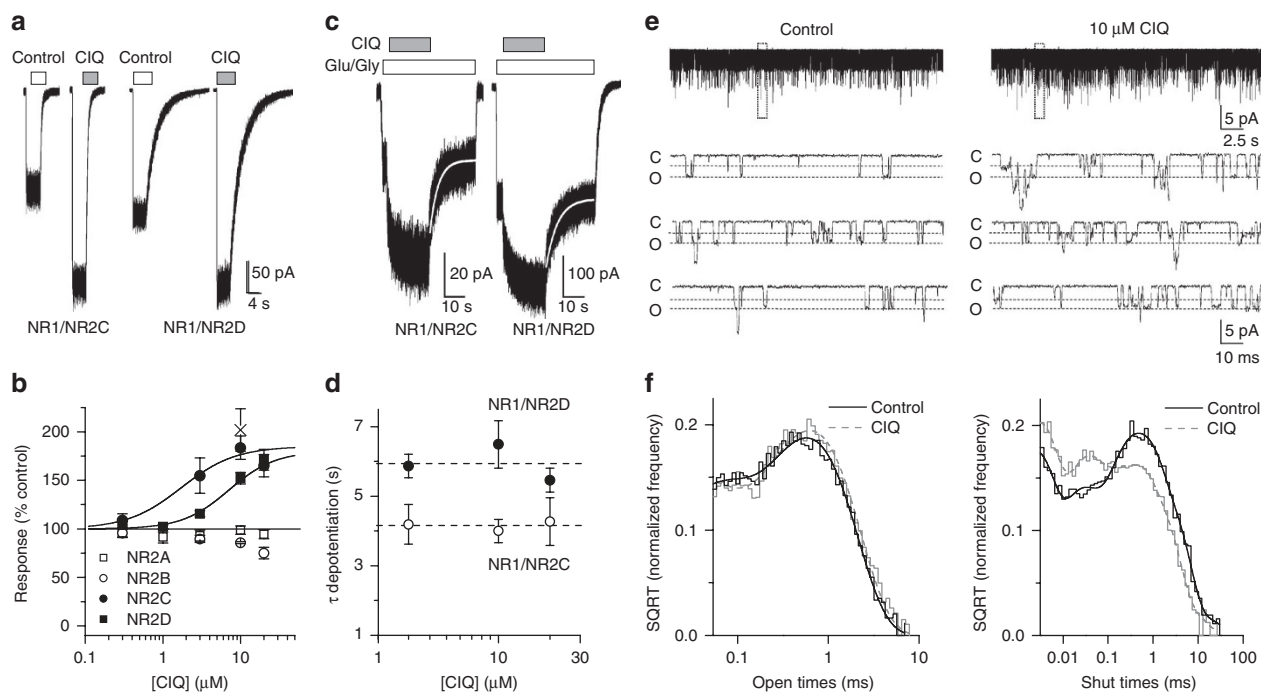 a
Control
CIQ
Control
CIQ
50 pA
4 s
NR1/NR2C
NR1/NR2D
c
CIQ
Glu/Gly
20 pA
10 s
100 pA
10 s
NR1/NR2C
NR1/NR2D
e
Control
10 μM CIQ
5 pA
2.5 s
C
O
C
O
C
O
C
O
C
O
C
O
5 pA
10 ms
b
Response (% control)
200
150
100
50
0
NR2A
NR2B
NR2C
NR2D
0.1
1
10
[CIQ] (μM)
d
τ depotentiation (s)
7
5
3
1
NR1/NR2D
NR1/NR2C
1
10
30
[CIQ] (μM)
f
SQRT (normalized frequency)
0.2
0.1
0.0
Control
CIQ
0.1
1
10
Open times (ms)
SQRT (normalized frequency)
0.2
0.1
0.0
Control
CIQ
0.01
0.1
1
10
100
Shut times (ms)